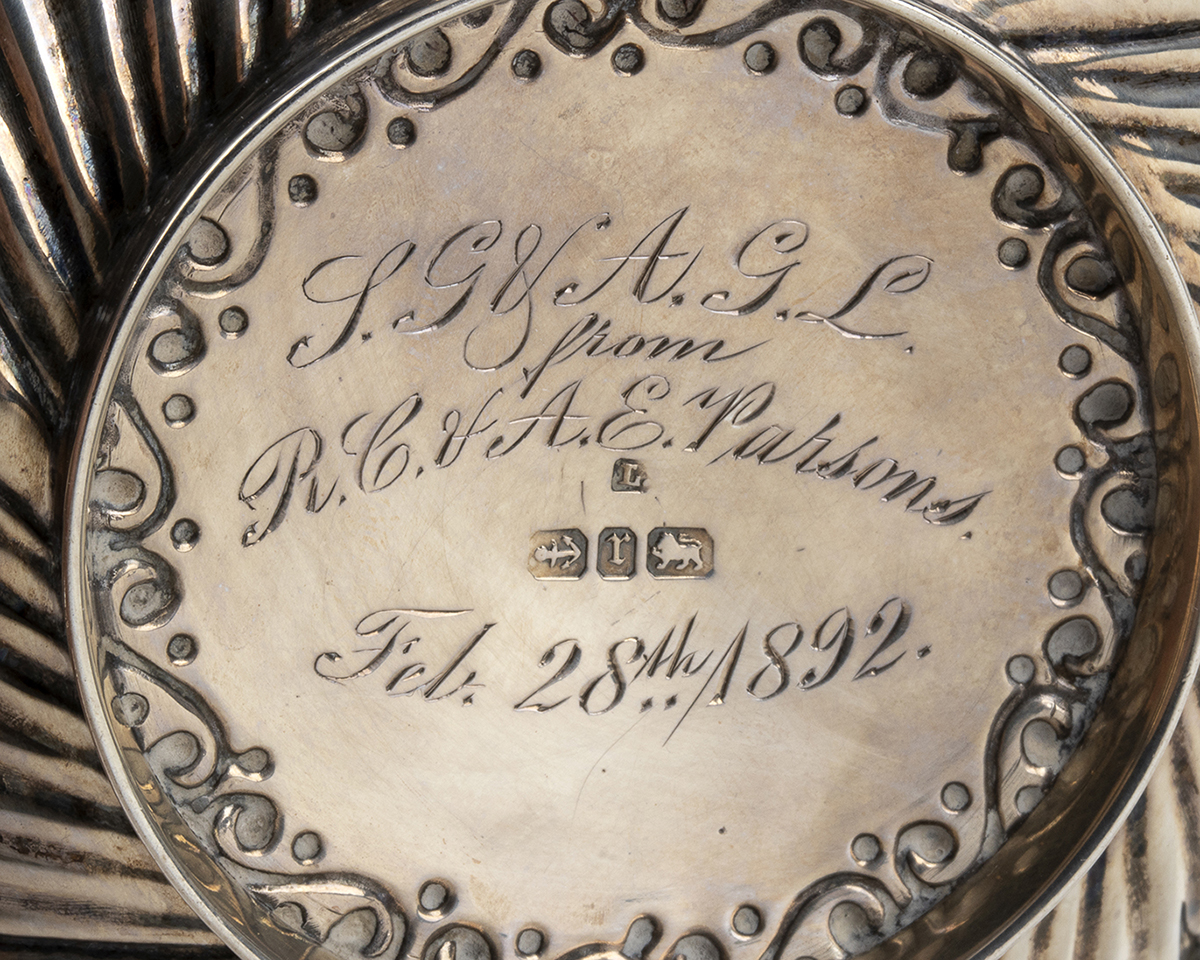 S. G & A. G. L.
from
R. C. & A. E. Parsons.
L
r
Feb. 28th. 1892.